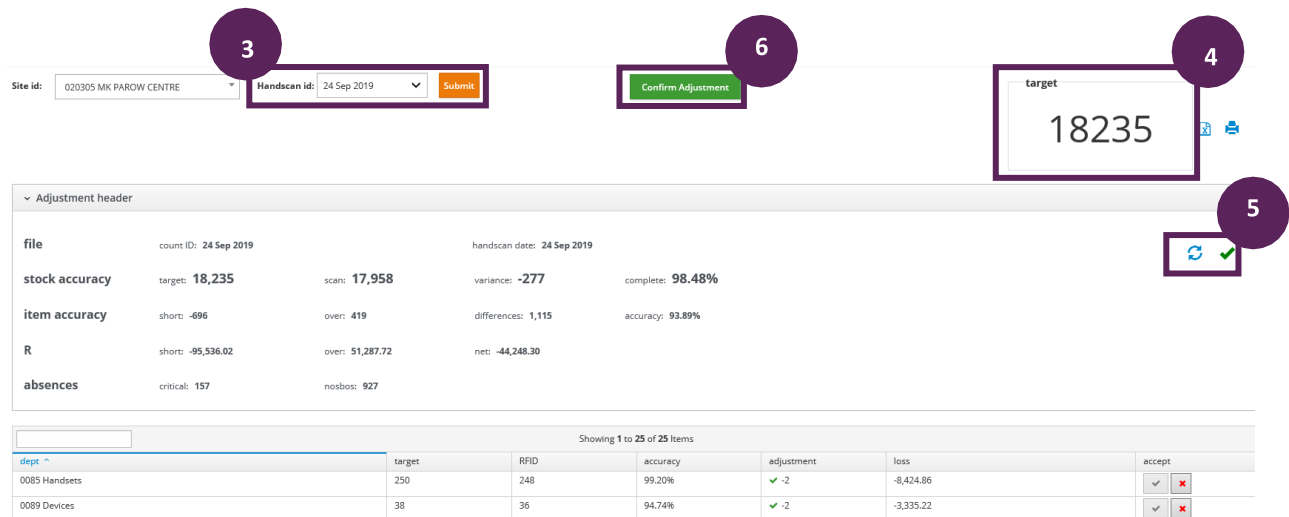 3
6
4
Site id: 020305 MK PAROW CENTRE Handscan id: 24 Sep 2019 Submit Confirm Adjustment target
18235
Adjustment header
5
file count ID: 24 Sep 2019 handscan date: 24 Sep 2019
stock accuracy target: 18,235 scan: 17,958 variance: -277 complete: 98.48%
item accuracy short: -696 over: 419 differences: 1,115 accuracy: 93.89%
R short: -95,536.02 over: 51,287.72 net: -44,248.30
absences critical: 157 nosbos: 927
Showing 1 to 25 of 25 Items
dept target RFID accuracy adjustment loss accept
0085 Handsets 250 248 99.20% -2 -8,424.86
0089 Devices 38 36 94.74% -2 -3,335.22